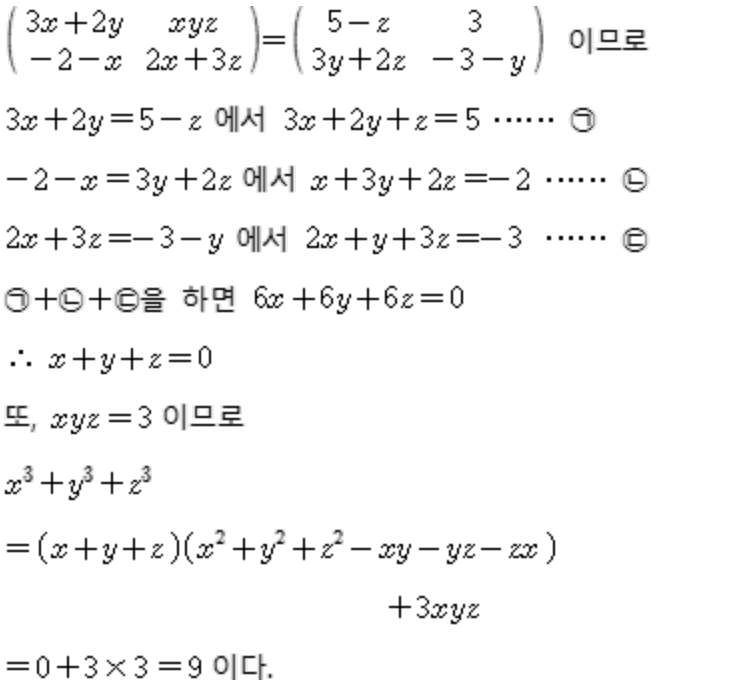 (3x+2y xyz)=(5-z 3) 이므로
(-2-x 2x+3z) (3y+2z -3-y)
3x+2y=5-z 에서 3x+2y+z=5 ⋯⋯ ㉠
-2-x=3y+2z 에서 x+3y+2z=-2 ⋯⋯ ㉡
2x+3z=-3-y 에서 2x+y+3z=-3 ⋯⋯ ㉢
㉠+㉡+㉢을 하면 6x+6y+6z=0
∴ x+y+z=0
또, xyz=3 이므로
x³+y³+z³
=(x+y+z)(x²+y²+z²-xy-yz-zx)
+3xyz
=0+3×3=9 이다.